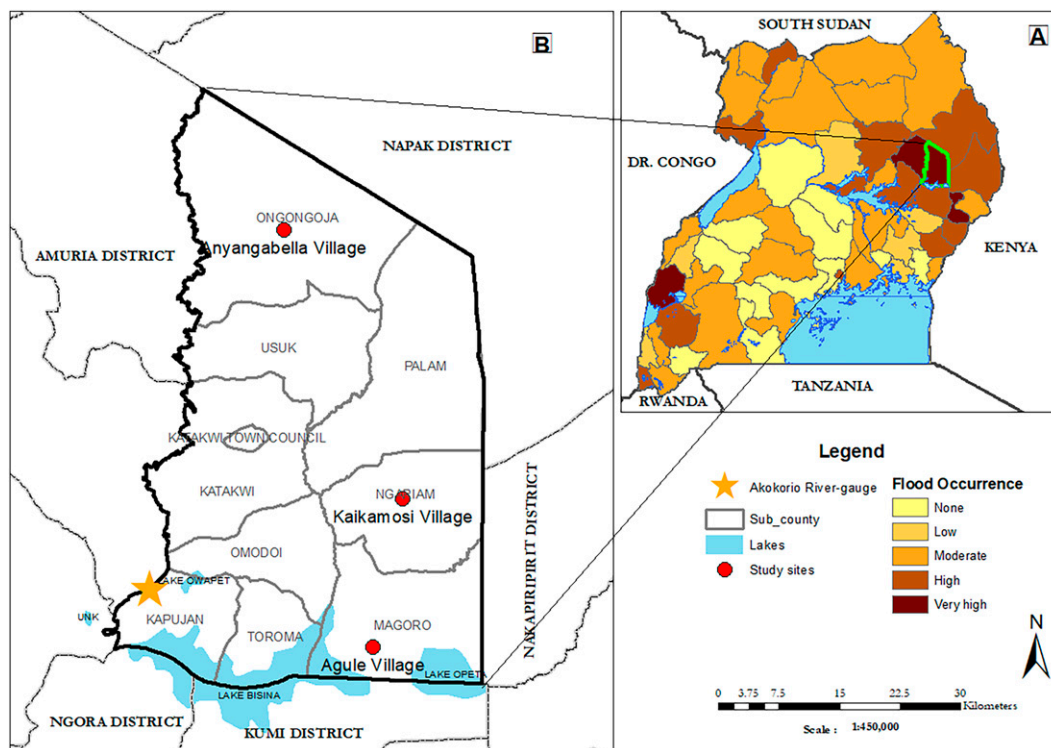 B
NAPAK DISTRICT
ONGONGOJA
Anyangabella Village
AMURIA DISTRICT
USUK
PALAM
KATAKWI TOWN COUNCIL
KATAKWI
NGARIAM
Kaikamosi Village
OMODOI
LAKE OWAPET
UNK
KAPUJAN
TOROMA
MAGORO
Agule Village
LAKE OPETA
LAKE BISINA
NGORA DISTRICT
KUMI DISTRICT
NAKAPIRIPIRIT DISTRICT
SOUTH SUDAN
A
DR. CONGO
KENYA
TANZANIA
RWANDA
Legend
Akokorio River-gauge
Sub_county
Lakes
Study sites
Flood Occurrence
None
Low
Moderate
High
Very high
N
0 3.75 7.5 15 22.5 30
Kilometers
Scale : 1:450,000